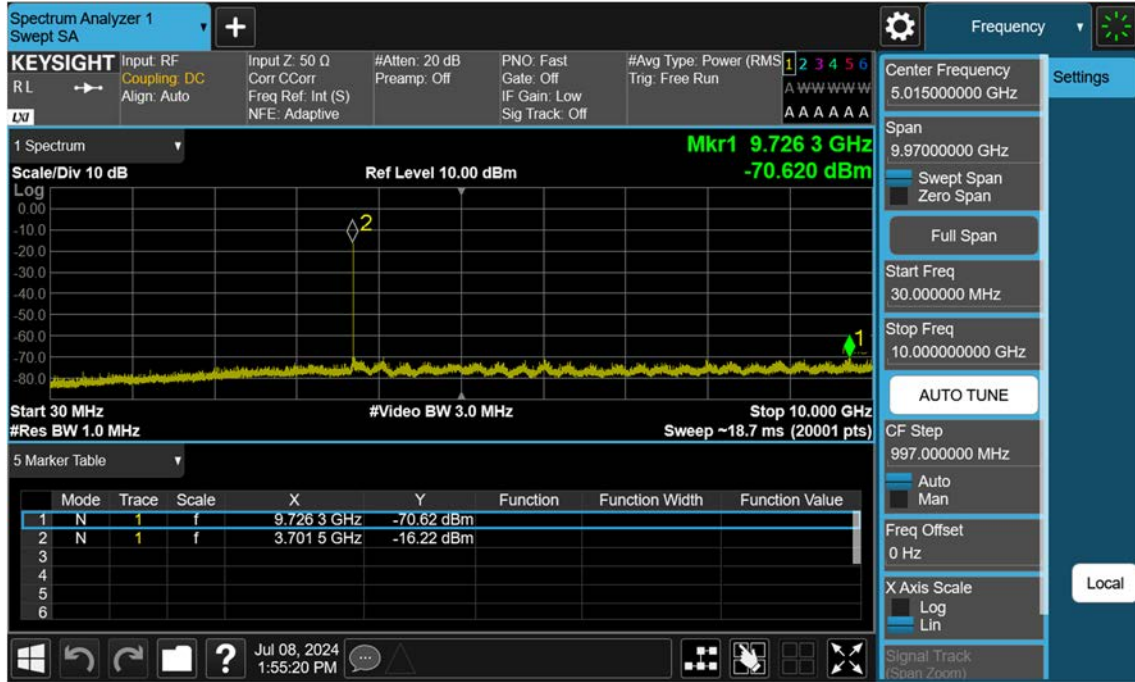 Spectrum Analyzer 1
Swept SA
+
Frequency
KEYSIGHT
RL
LXI
Input: RF
Coupling: DC
Align: Auto
Input Z: 50 Ω
Corr CCorr
Freq Ref: Int (S)
NFE: Adaptive
#Atten: 20 dB
Preamp: Off
PNO: Fast
Gate: Off
IF Gain: Low
Sig Track: Off
#Avg Type: Power (RMS
Trig: Free Run
1 2 3 4 5 6
A W W W W W
A A A A A A
1 Spectrum
Scale/Div 10 dB
Ref Level 10.00 dBm
Mkr1 9.726 3 GHz
-70.620 dBm
Log
0.00
-10.0
-20.0
-30.0
-40.0
-50.0
-60.0
-70.0
-80.0
2
1
Start 30 MHz
#Video BW 3.0 MHz
Stop 10.000 GHz
#Res BW 1.0 MHz
Sweep ~18.7 ms (20001 pts)
5 Marker Table
Mode Trace Scale X Y Function Function Width Function Value
1 N 1 f 9.726 3 GHz -70.62 dBm
2 N 1 f 3.701 5 GHz -16.22 dBm
3
4
5
6
?
Jul 08, 2024
1:55:20 PM
Center Frequency
5.015000000 GHz
Settings
Span
9.97000000 GHz
Swept Span
Zero Span
Full Span
Start Freq
30.000000 MHz
Stop Freq
10.000000000 GHz
AUTO TUNE
CF Step
997.000000 MHz
Auto
Man
Freq Offset
0 Hz
X Axis Scale
Log
Lin
Local
Signal Track
(Span Zoom)